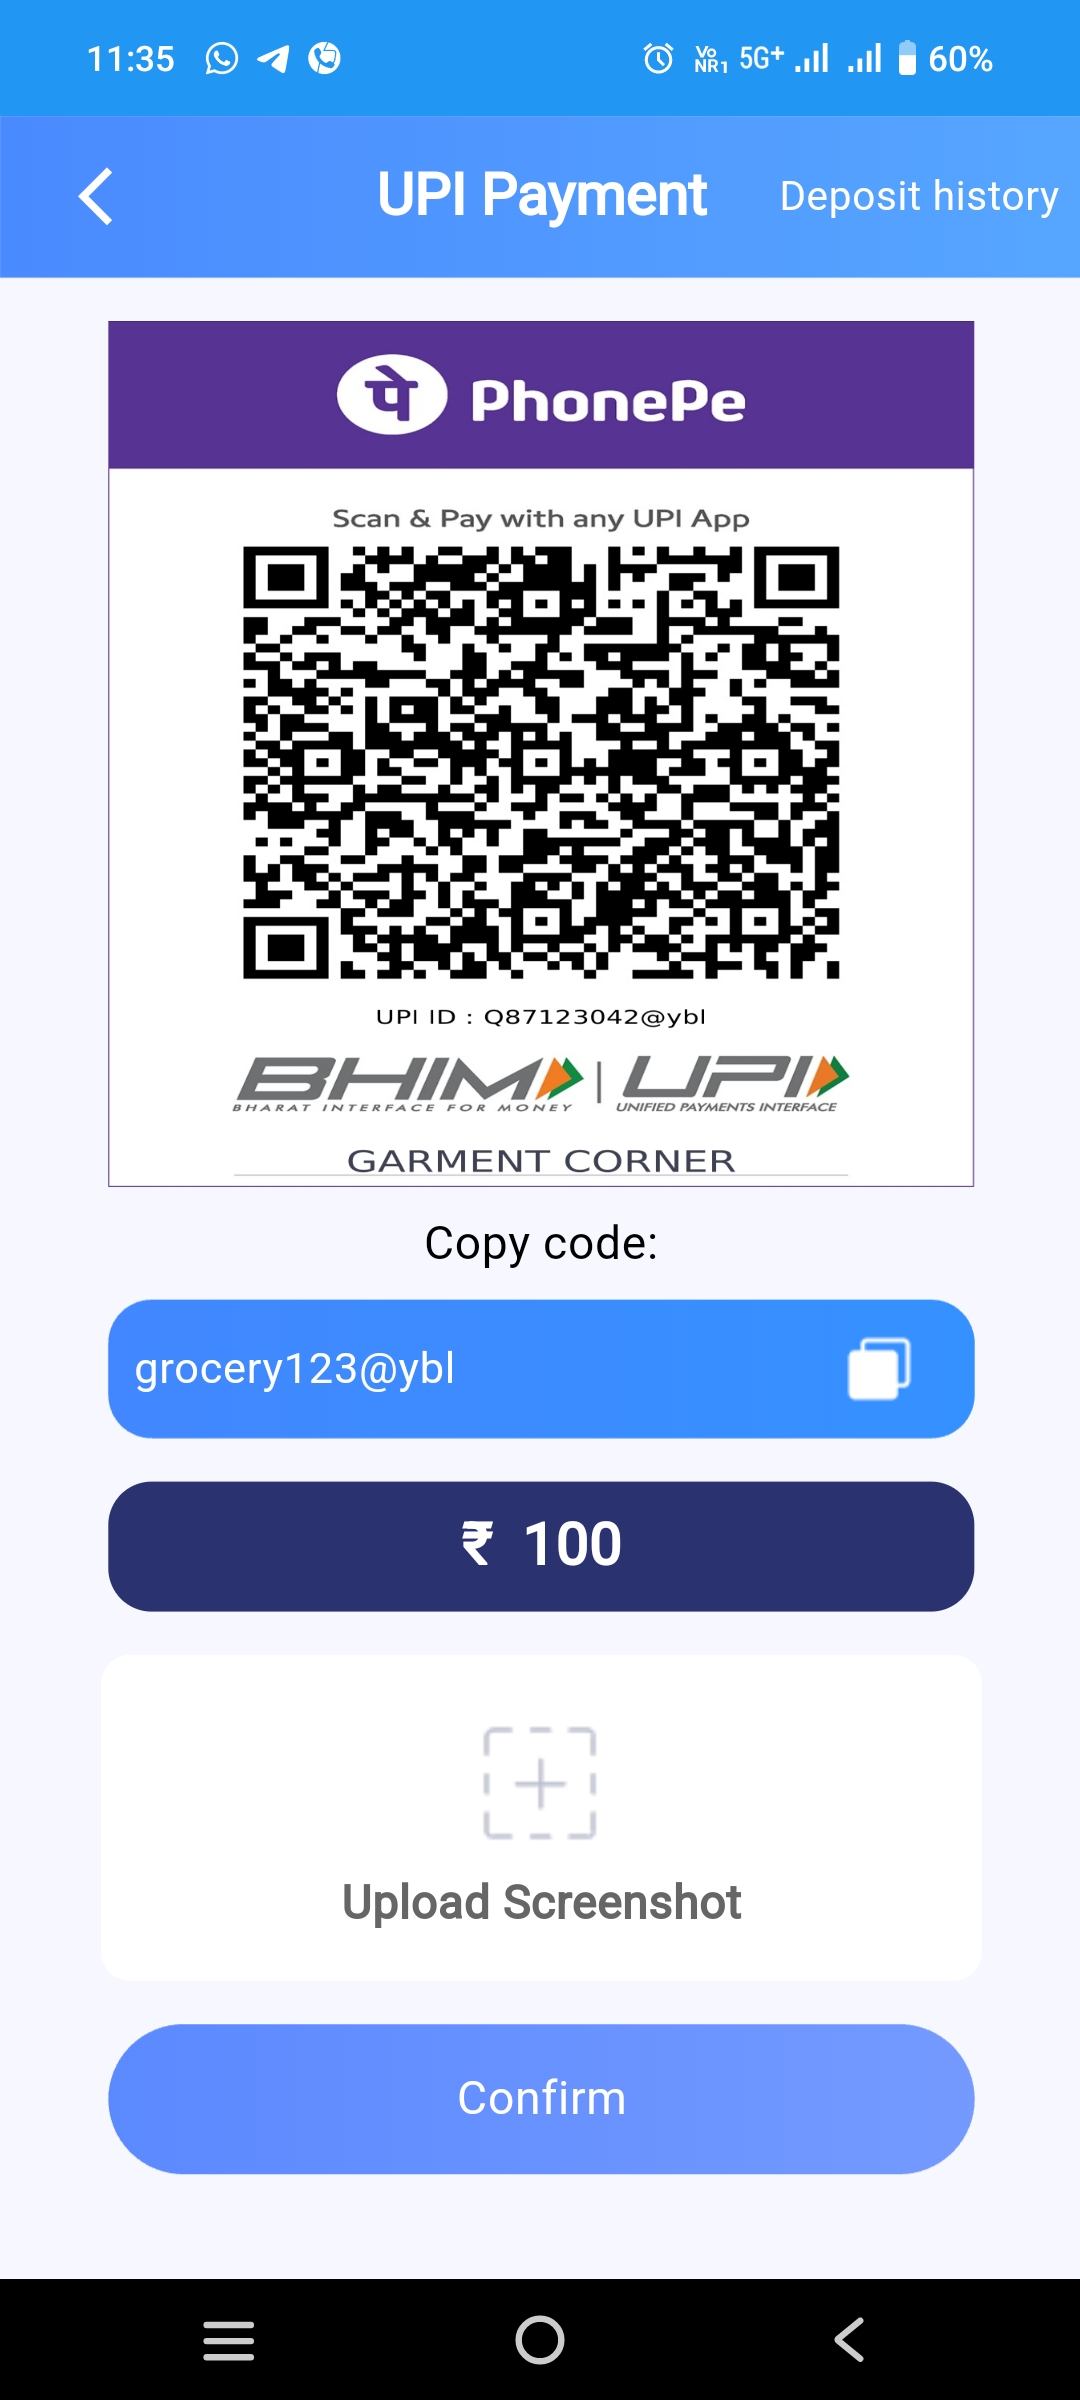 11:35 Vo NR1 5G+ 60%
UPI Payment Deposit history
पे PhonePe
Scan & Pay with any UPI App
UPI ID : Q87123042@ybl
BHIM | UPI
BHARAT INTERFACE FOR MONEY UNIFIED PAYMENTS INTERFACE
GARMENT CORNER
Copy code:
grocery123@ybl
₹ 100
Upload Screenshot
Confirm